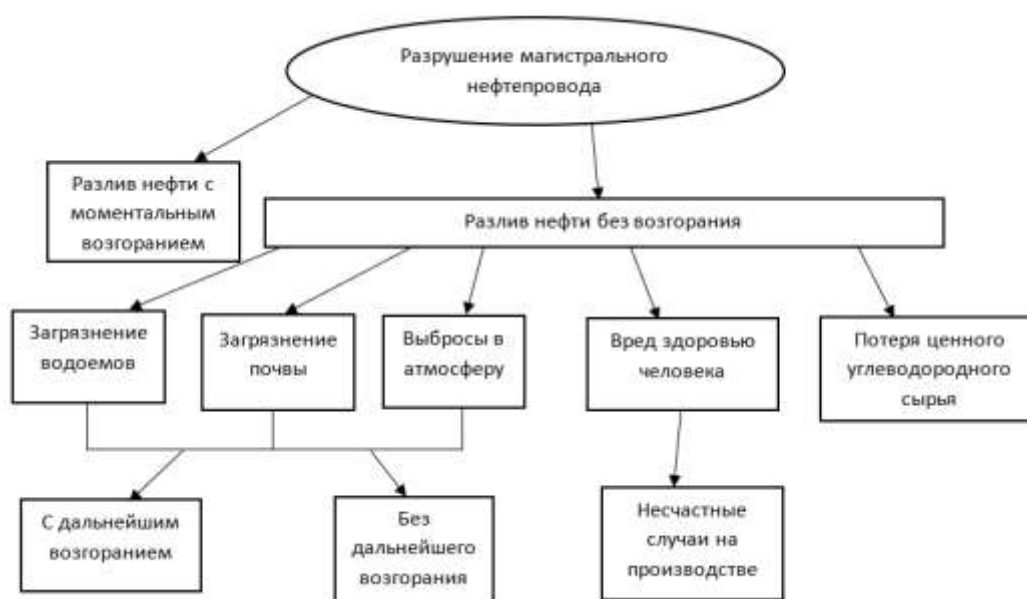 Разрушение магистрального
нефтепровода
Разлив нефти с
моментальным
возгоранием
Разлив нефти без возгорания
Загрязнение
водоемов
Загрязнение
почвы
Выбросы в
атмосферу
Вред здоровью
человека
Потеря ценного
углеводородного
сырья
С дальнейшим
возгоранием
Без
дальнейшего
возгорания
Несчастные
случаи на
производстве